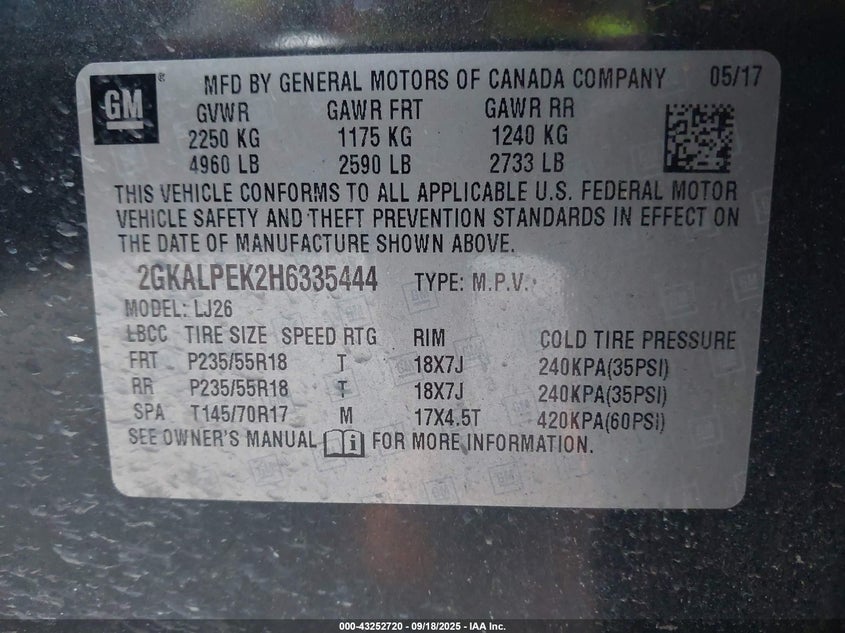 GM ® MFD BY GENERAL MOTORS OF CANADA COMPANY 05/17
GVWR GAWR FRT GAWR RR
2250 KG 1175 KG 1240 KG
4960 LB 2590 LB 2733 LB
THIS VEHICLE CONFORMS TO ALL APPLICABLE U.S. FEDERAL MOTOR
VEHICLE SAFETY AND THEFT PREVENTION STANDARDS IN EFFECT ON
THE DATE OF MANUFACTURE SHOWN ABOVE.
2GKALPEK2H6335444 TYPE: M.P.V.
MODEL: LJ26
LBCC TIRE SIZE SPEED RTG RIM COLD TIRE PRESSURE
FRT P235/55R18 T 18X7J 240KPA(35PSI)
RR P235/55R18 T 18X7J 240KPA(35PSI)
SPA T145/70R17 M 17X4.5T 420KPA(60PSI)
SEE OWNER'S MANUAL FOR MORE INFORMATION.
000-43252720 - 09/18/2025 - IAA Inc.